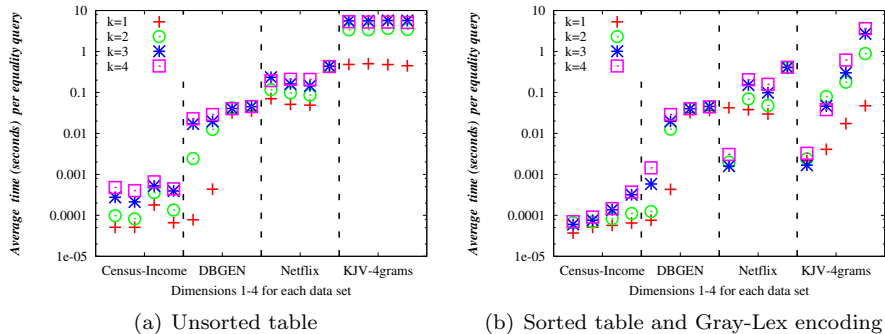 k=1
k=2
k=3
k=4
10
1
0.1
0.01
0.001
0.0001
1e-05
Average time (seconds) per equality query
Census-Income DBGEN Netflix KJV-4grams
Dimensions 1-4 for each data set
(a) Unsorted table
k=1
k=2
k=3
k=4
10
1
0.1
0.01
0.001
0.0001
1e-05
Average time (seconds) per equality query
Census-Income DBGEN Netflix KJV-4grams
Dimensions 1-4 for each data set
(b) Sorted table and Gray-Lex encoding